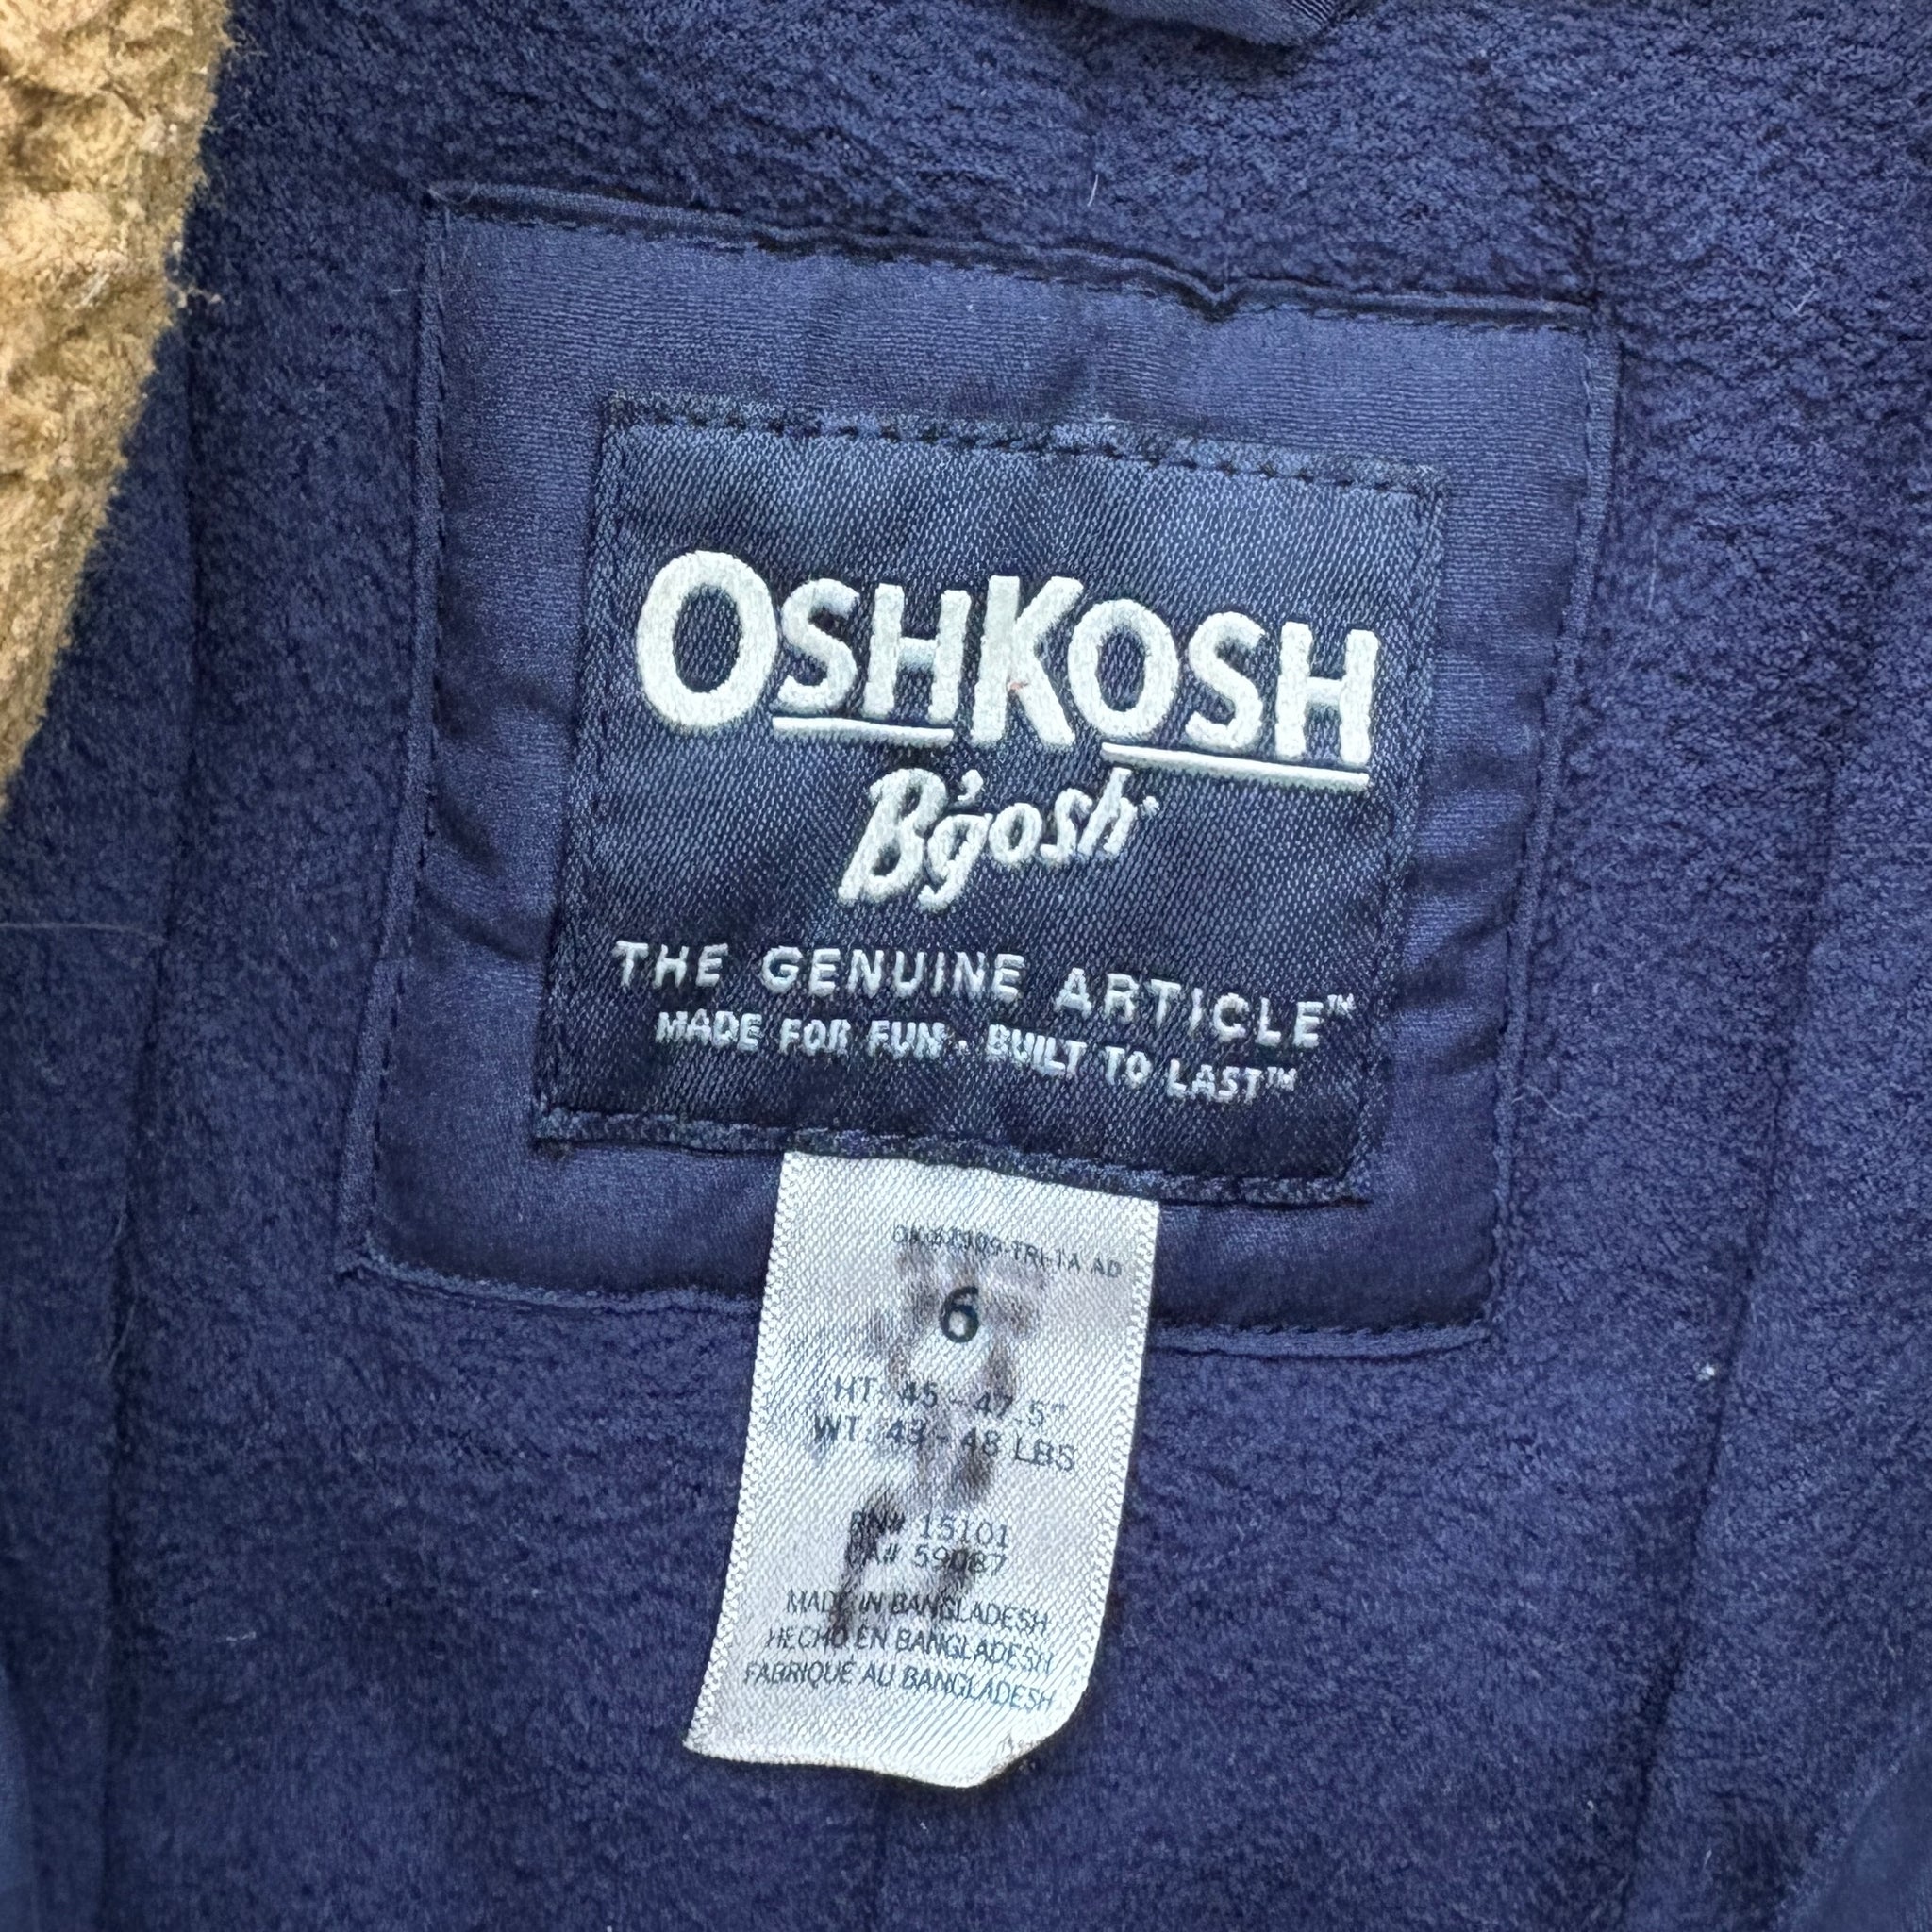 OSHKOSH
B'gosh
THE GENUINE ARTICLE™
MADE FOR FUN · BUILT TO LAST™
6
HT: 45 - 47.5"
WT: 43 - 48 LBS
RN# 15101
CA# 59087
MADE IN BANGLADESH
HECHO EN BANGLADESH
FABRIQUÉ AU BANGLADESH